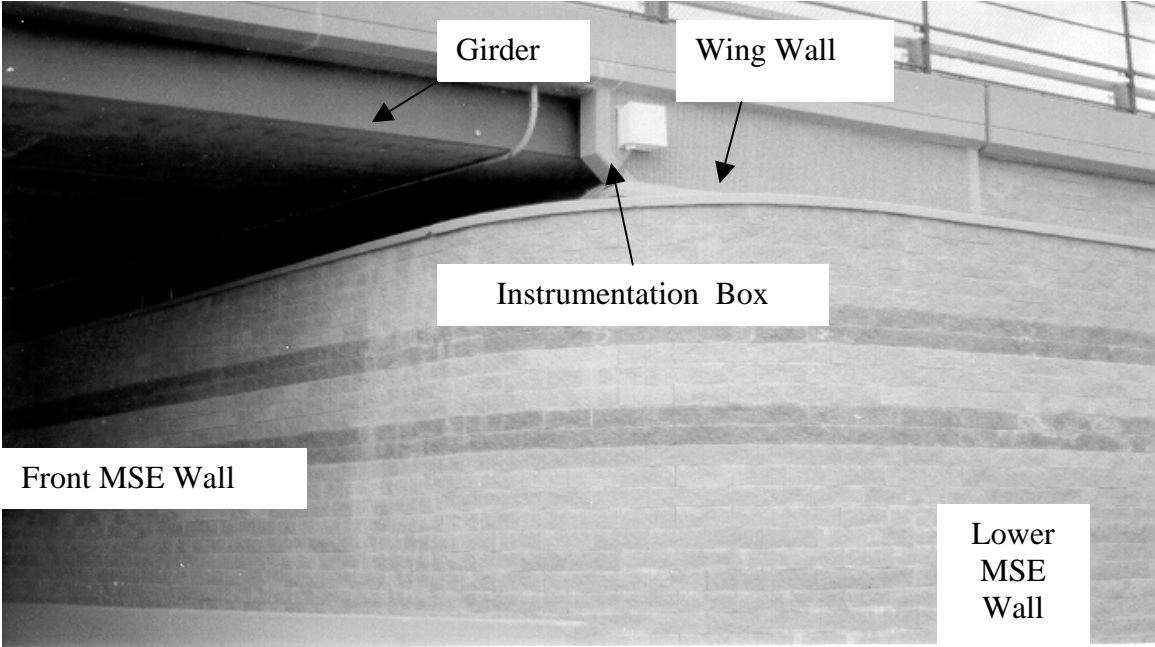 Girder
Wing Wall
Instrumentation Box
Front MSE Wall
Lower
MSE
Wall